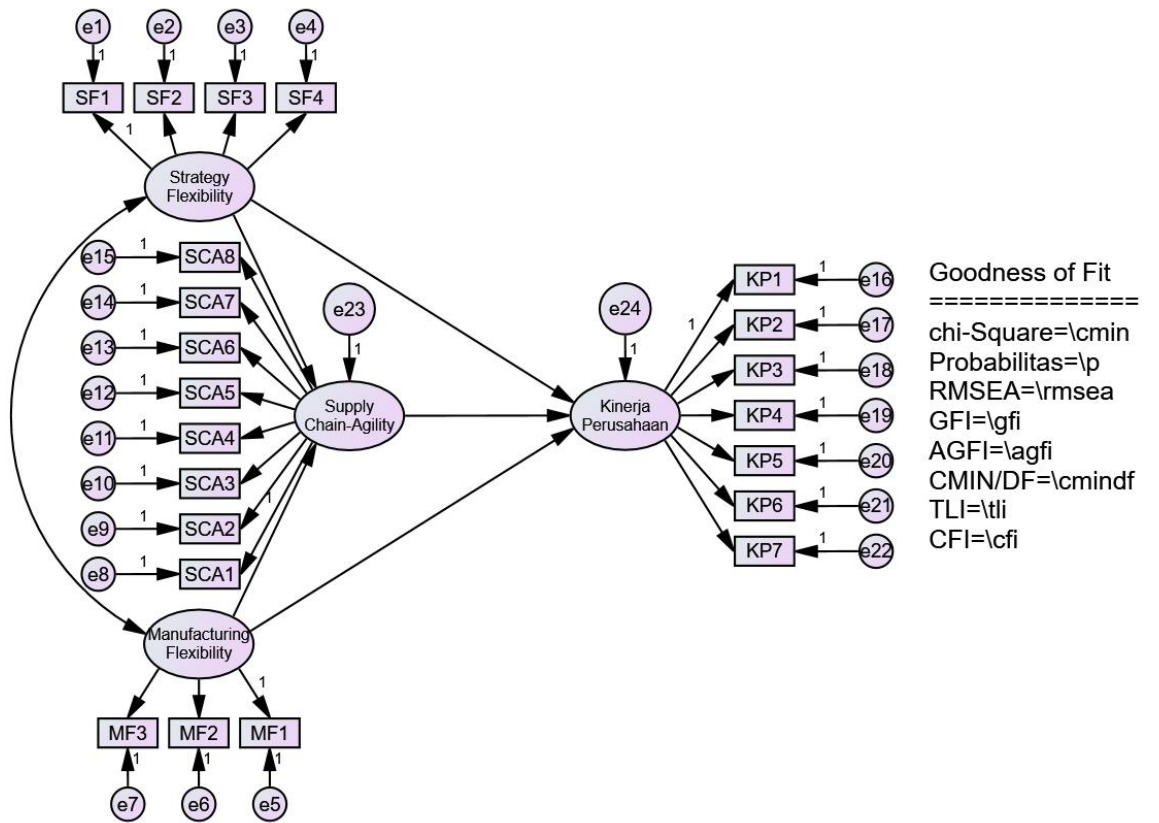 e1 e2 e3 e4
1 1 1 1
SF1 SF2 SF3 SF4
1
Strategy
Flexibility
e15 1 SCA8
e14 1 SCA7
e13 1 SCA6
e12 1 SCA5
e11 1 SCA4
e10 1 SCA3
e9 1 SCA2
e8 1 SCA1
1
e23
1
Supply
Chain-Agility
e24
1
Kinerja
Perusahaan
1
KP1 1 e16
KP2 1 e17
KP3 1 e18
KP4 1 e19
KP5 1 e20
KP6 1 e21
KP7 1 e22
Manufacturing
Flexibility
1
MF3 MF2 MF1
1 1 1
e7 e6 e5
Goodness of Fit
==============
chi-Square=\cmin
Probabilitas=\p
RMSEA=\rmsea
GFI=\gfi
AGFI=\agfi
CMIN/DF=\cmindf
TLI=\tli
CFI=\cfi